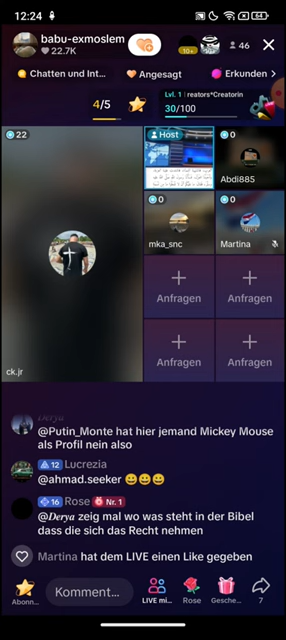 12:24
64
babu-exmoslem
22.7K
10+
46
Chatten und Int...
Angesagt
Erkunden
4/5
Lvl. 1
reators*Creatorin
30/100
22
Host
0
Abdi885
0
mka_snc
0
Martina
Anfragen
Anfragen
Anfragen
Anfragen
ck.jr
Derya
@Putin_Monte hat hier jemand Mickey Mouse
als Profil nein also
12 Lucrezia
@ahmad.seeker 😀😀😀
16 Rose Nr. 1
@Derya zeig mal wo was steht in der Bibel
dass die sich das Recht nehmen
Martina hat dem LIVE einen Like gegeben
Abonn...
Komment...
LIVE mi...
Rose
Gesche...
7